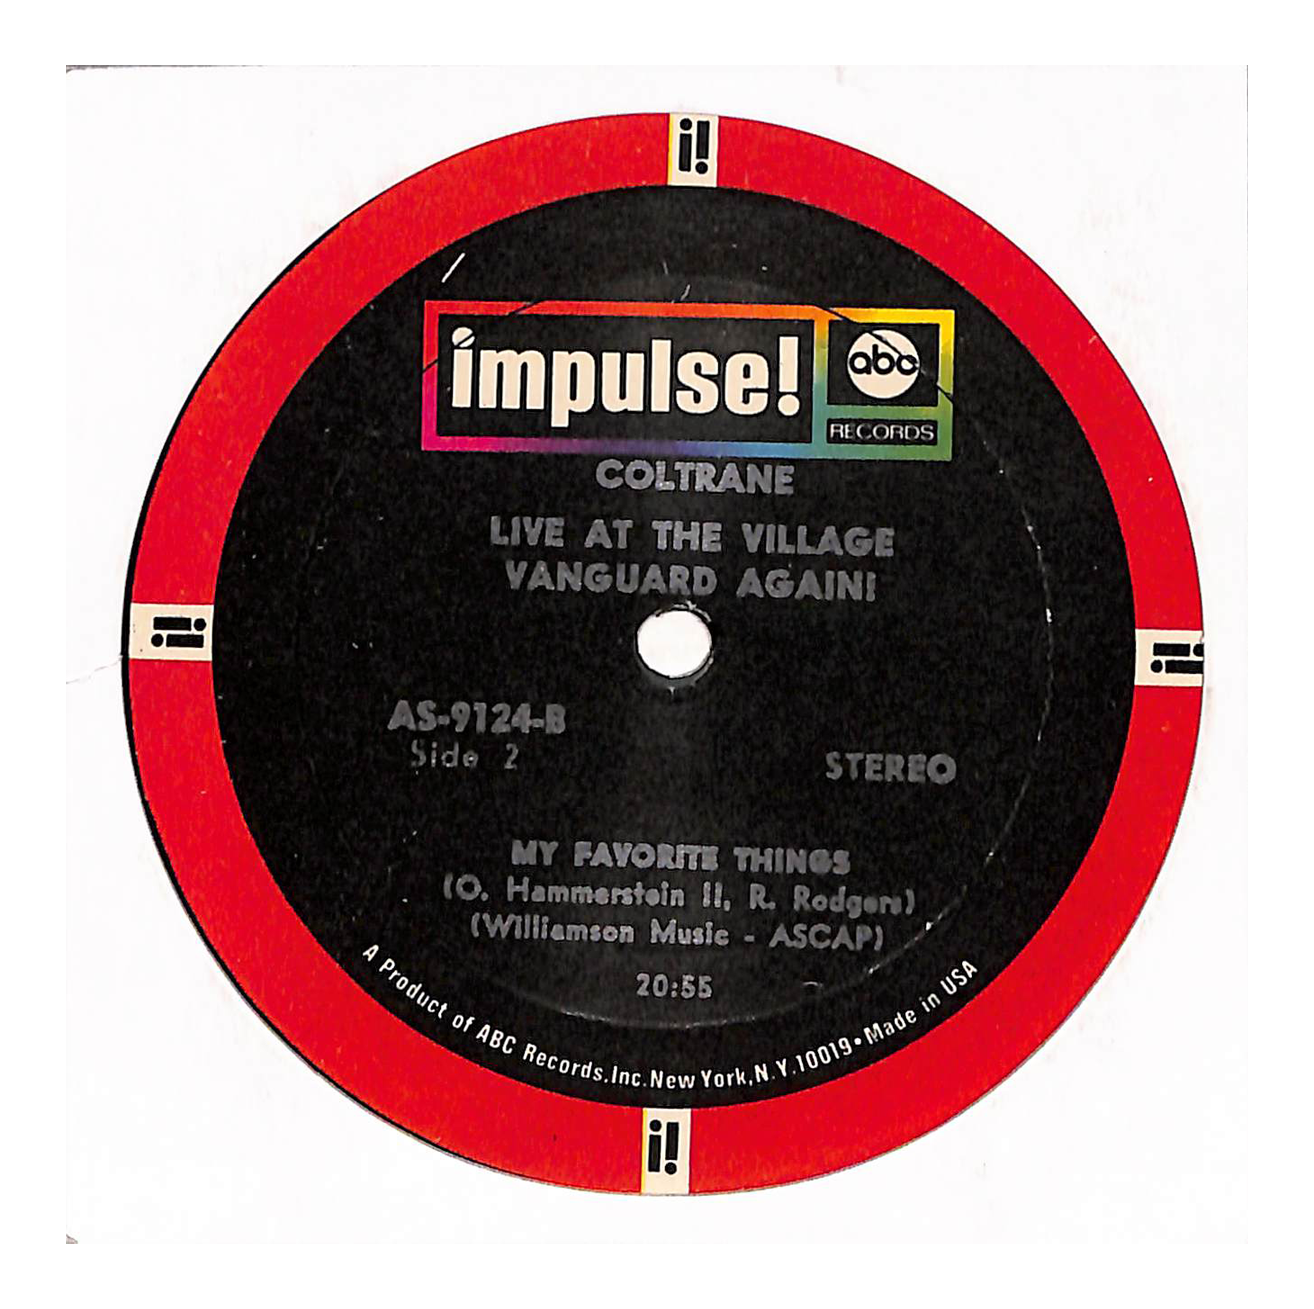 i!
impulse!
abc
RECORDS
COLTRANE
LIVE AT THE VILLAGE
VANGUARD AGAIN!
i!
i!
AS-9124-B
Side 2
STEREO
MY FAVORITE THINGS
(O. Hammerstein II, R. Rodgers)
(Williamson Music - ASCAP)
20:55
A Product of ABC Records, Inc. New York, N.Y. 10019 • Made in USA
i!